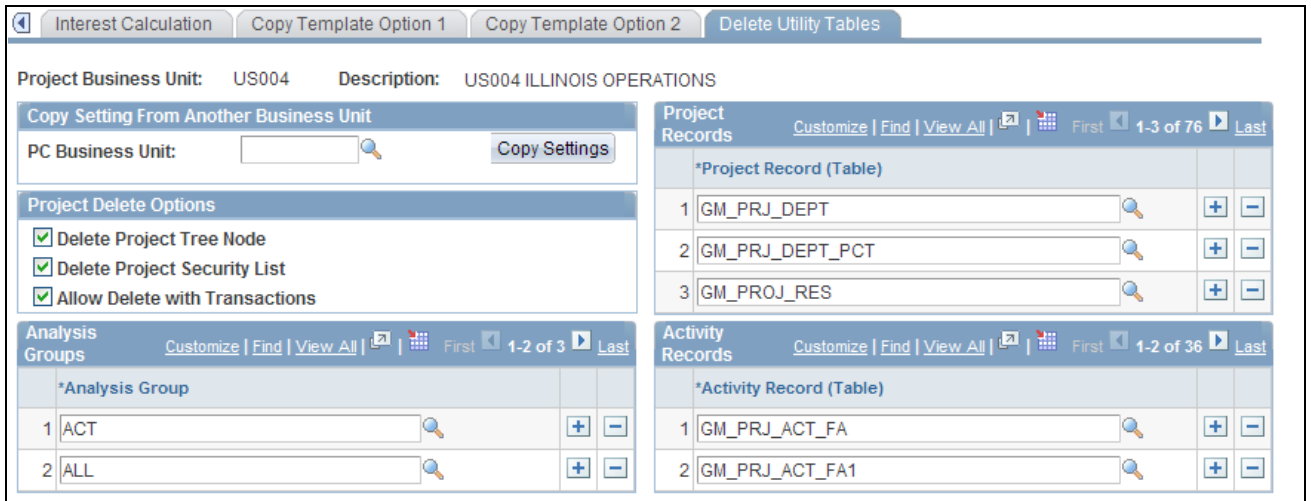 Interest Calculation Copy Template Option 1 Copy Template Option 2 Delete Utility Tables
Project Business Unit: US004 Description: US004 ILLINOIS OPERATIONS
Copy Setting From Another Business Unit
PC Business Unit: Copy Settings
Project Delete Options
Delete Project Tree Node
Delete Project Security List
Allow Delete with Transactions
Project Records Customize | Find | View All | | First 1-3 of 76 Last
*Project Record (Table)
1 GM_PRJ_DEPT
2 GM_PRJ_DEPT_PCT
3 GM_PROJ_RES
Analysis Groups Customize | Find | View All | | First 1-2 of 3 Last
*Analysis Group
1 ACT
2 ALL
Activity Records Customize | Find | View All | | First 1-2 of 36 Last
*Activity Record (Table)
1 GM_PRJ_ACT_FA
2 GM_PRJ_ACT_FA1